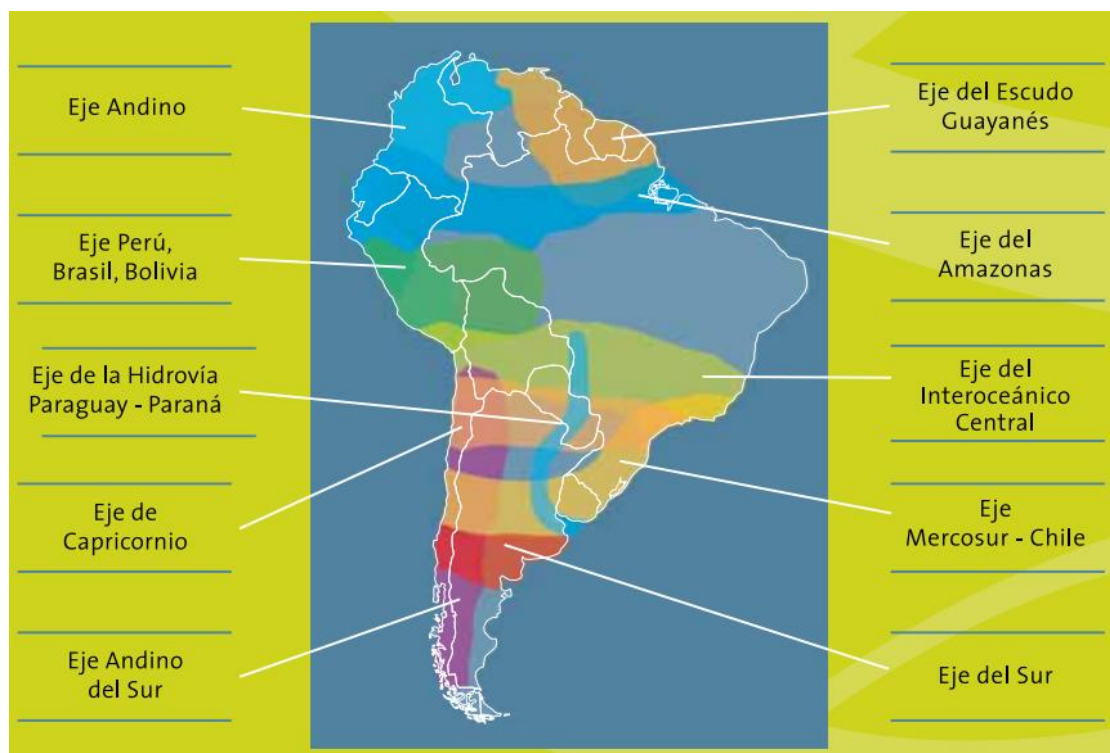 Eje Andino
Eje Perú,
Brasil, Bolivia
Eje de la Hidrovía
Paraguay - Paraná
Eje de
Capricornio
Eje Andino
del Sur
Eje del Escudo
Guayanés
Eje del
Amazonas
Eje del
Interoceánico
Central
Eje
Mercosur - Chile
Eje del Sur